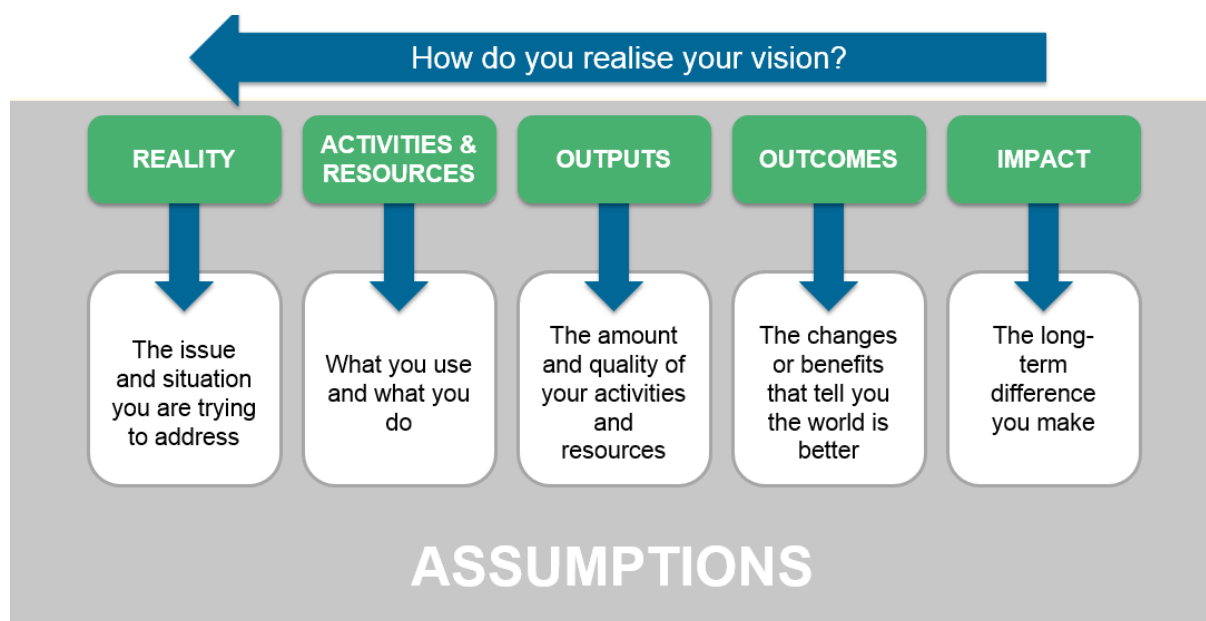 How do you realise your vision?
REALITY
ACTIVITIES &
RESOURCES
OUTPUTS
OUTCOMES
IMPACT
The issue
and situation
you are trying
to address
What you use
and what you
do
The amount
and quality of
your activities
and
resources
The changes
or benefits
that tell you
the world is
better
The long-
term
difference
you make
ASSUMPTIONS